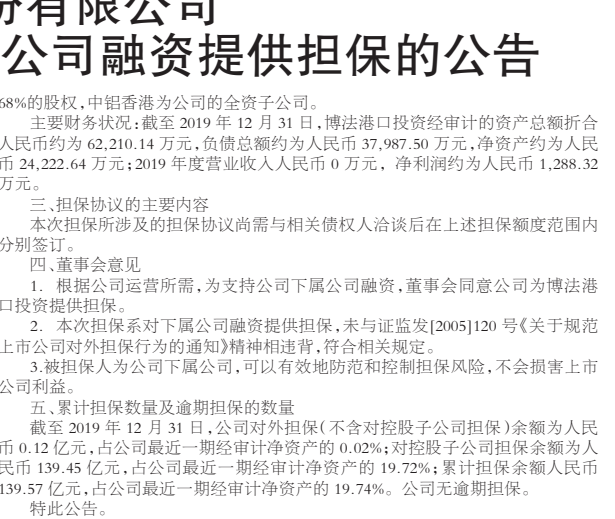 份有限公司
公司融资提供担保的公告
68%的股权,中铝香港为公司的全资子公司。
主要财务状况:截至 2019 年 12 月 31 日,博法港口投资经审计的资产总额折合
人民币约为 62,210.14 万元,负债总额约为人民币 37,987.50 万元,净资产约为人民
币 24,222.64 万元;2019 年度营业收入人民币 0 万元, 净利润约为人民币 1,288.32
万元。
三、担保协议的主要内容
本次担保所涉及的担保协议尚需与相关债权人洽谈后在上述担保额度范围内
分别签订。
四、董事会意见
1. 根据公司运营所需,为支持公司下属公司融资,董事会同意公司为博法港
口投资提供担保。
2. 本次担保系对下属公司融资提供担保,未与证监发[2005]120 号《关于规范
上市公司对外担保行为的通知》精神相违背,符合相关规定。
3.被担保人为公司下属公司,可以有效地防范和控制担保风险,不会损害上市
公司利益。
五、累计担保数量及逾期担保的数量
截至 2019 年 12 月 31 日,公司对外担保(不含对控股子公司担保)余额为人民
币 0.12 亿元,占公司最近一期经审计净资产的 0.02%;对控股子公司担保余额为人
民币 139.45 亿元,占公司最近一期经审计净资产的 19.72%;累计担保余额人民币
139.57 亿元,占公司最近一期经审计净资产的 19.74%。公司无逾期担保。
特此公告。